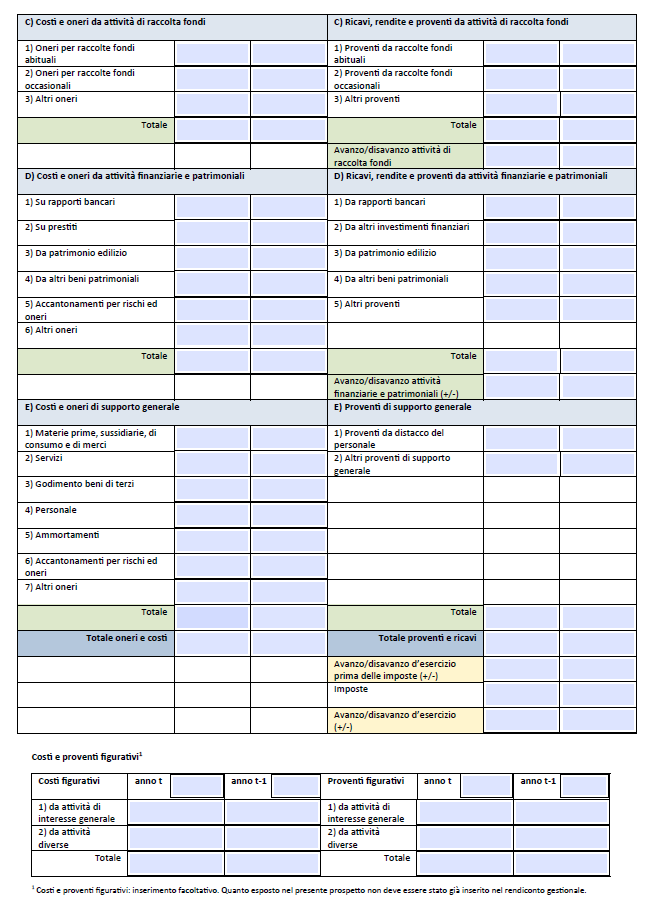 C) Costi e oneri da attività di raccolta fondi
C) Ricavi, rendite e proventi da attività di raccolta fondi
1) Oneri per raccolte fondi
abituali
1) Proventi da raccolte fondi
abituali
2) Oneri per raccolte fondi
occasionali
2) Proventi da raccolte fondi
occasionali
3) Altri oneri
3) Altri proventi
Totale
Totale
Avanzo/disavanzo attività di
raccolta fondi
D) Costi e oneri da attività finanziarie e patrimoniali
D) Ricavi, rendite e proventi da attività finanziarie e patrimoniali
1) Su rapporti bancari
1) Da rapporti bancari
2) Su prestiti
2) Da altri investimenti finanziari
3) Da patrimonio edilizio
3) Da patrimonio edilizio
4) Da altri beni patrimoniali
4) Da altri beni patrimoniali
5) Accantonamenti per rischi ed
oneri
5) Altri proventi
6) Altri oneri
Totale
Totale
Avanzo/disavanzo attività
finanziarie e patrimoniali (+/-)
E) Costi e oneri di supporto generale
E) Proventi di supporto generale
1) Materie prime, sussidiarie, di
consumo e di merci
1) Proventi da distacco del
personale
2) Servizi
2) Altri proventi di supporto
generale
3) Godimento beni di terzi
4) Personale
5) Ammortamenti
6) Accantonamenti per rischi ed
oneri
7) Altri oneri
Totale
Totale
Totale oneri e costi
Totale proventi e ricavi
Avanzo/disavanzo d’esercizio
prima delle imposte (+/-)
Imposte
Avanzo/disavanzo d’esercizio
(+/-)
Costi e proventi figurativi¹
Costi figurativi anno t anno t-1 Proventi figurativi anno t anno t-1
1) da attività di
interesse generale
1) da attività di
interesse generale
2) da attività
diverse
2) da attività
diverse
Totale
Totale
¹ Costi e proventi figurativi: inserimento facoltativo. Quanto esposto nel presente prospetto non deve essere stato già inserito nel rendiconto gestionale.